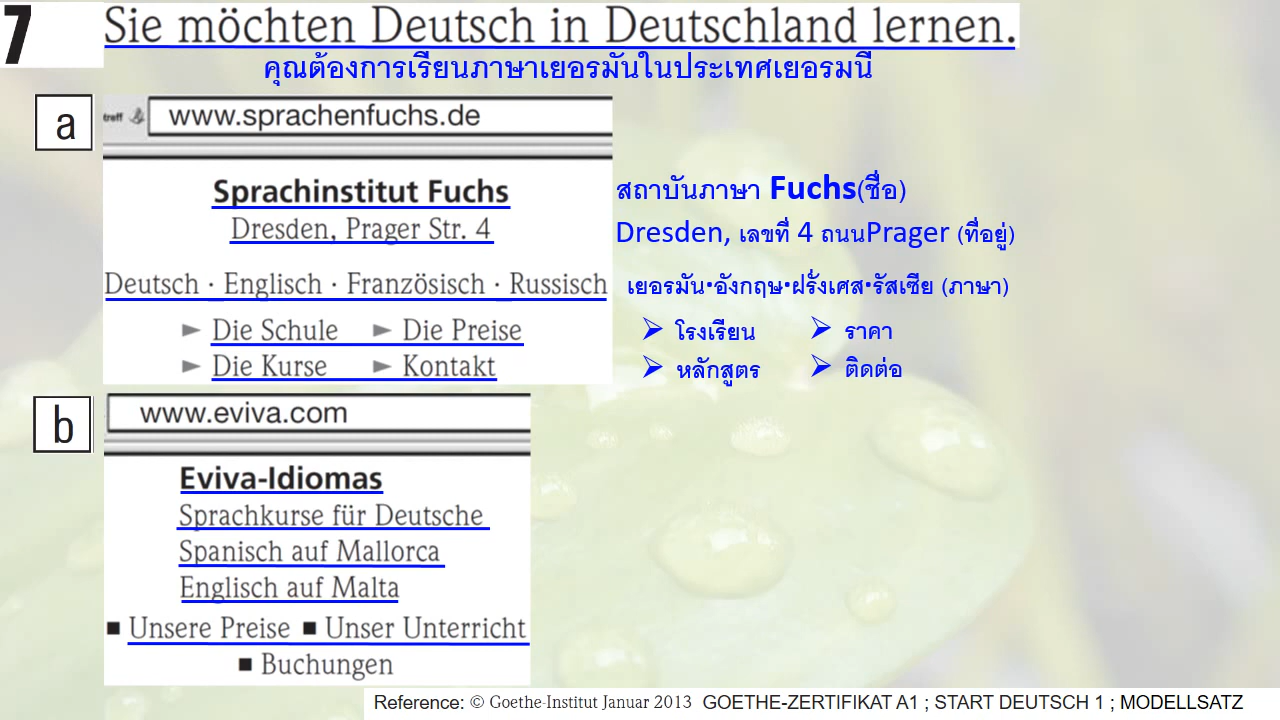 7 Sie möchten Deutsch in Deutschland lernen.
คุณต้องการเรียนภาษาเยอรมันในประเทศเยอรมนี
a
treff www.sprachenfuchs.de
Sprachinstitut Fuchs
Dresden, Prager Str. 4
Deutsch · Englisch · Französisch · Russisch
► Die Schule ► Die Preise
► Die Kurse ► Kontakt
สถาบันภาษา Fuchs(ชื่อ)
Dresden, เลขที่ 4 ถนนPrager (ที่อยู่)
เยอรมัน•อังกฤษ•ฝรั่งเศส•รัสเซีย (ภาษา)
➢ โรงเรียน ➢ ราคา
➢ หลักสูตร ➢ ติดต่อ
b
www.eviva.com
Eviva-Idiomas
Sprachkurse für Deutsche
Spanisch auf Mallorca
Englisch auf Malta
■ Unsere Preise ■ Unser Unterricht
■ Buchungen
Reference: © Goethe-Institut Januar 2013 GOETHE-ZERTIFIKAT A1 ; START DEUTSCH 1 ; MODELLSATZ